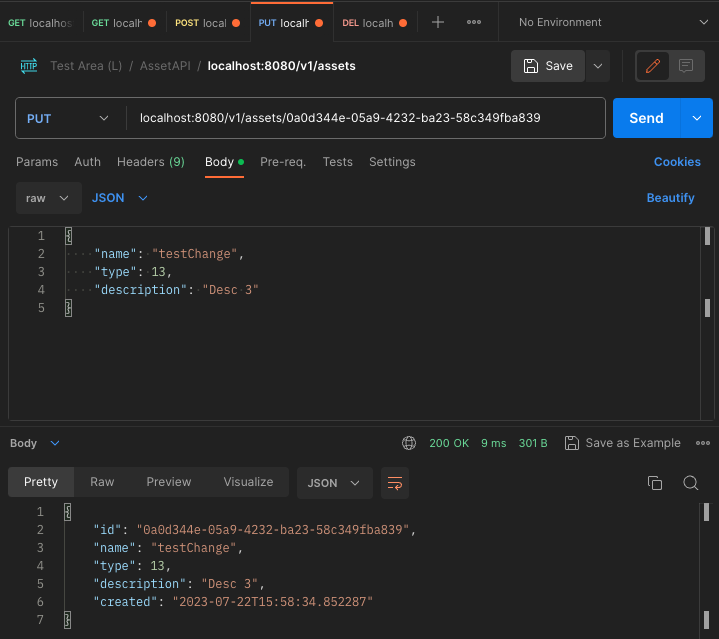 GET localhos GET localh POST local PUT localh DEL localh No Environment
HTTP Test Area (L) / AssetAPI / localhost:8080/v1/assets Save
PUT localhost:8080/v1/assets/0a0d344e-05a9-4232-ba23-58c349fba839 Send
Params Auth Headers (9) Body Pre-req. Tests Settings Cookies
raw JSON Beautify
1 {
2 "name": "testChange",
3 "type": 13,
4 "description": "Desc 3"
5 }
Body 200 OK 9 ms 301 B Save as Example
Pretty Raw Preview Visualize JSON
1 {
2 "id": "0a0d344e-05a9-4232-ba23-58c349fba839",
3 "name": "testChange",
4 "type": 13,
5 "description": "Desc 3",
6 "created": "2023-07-22T15:58:34.852287"
7 }